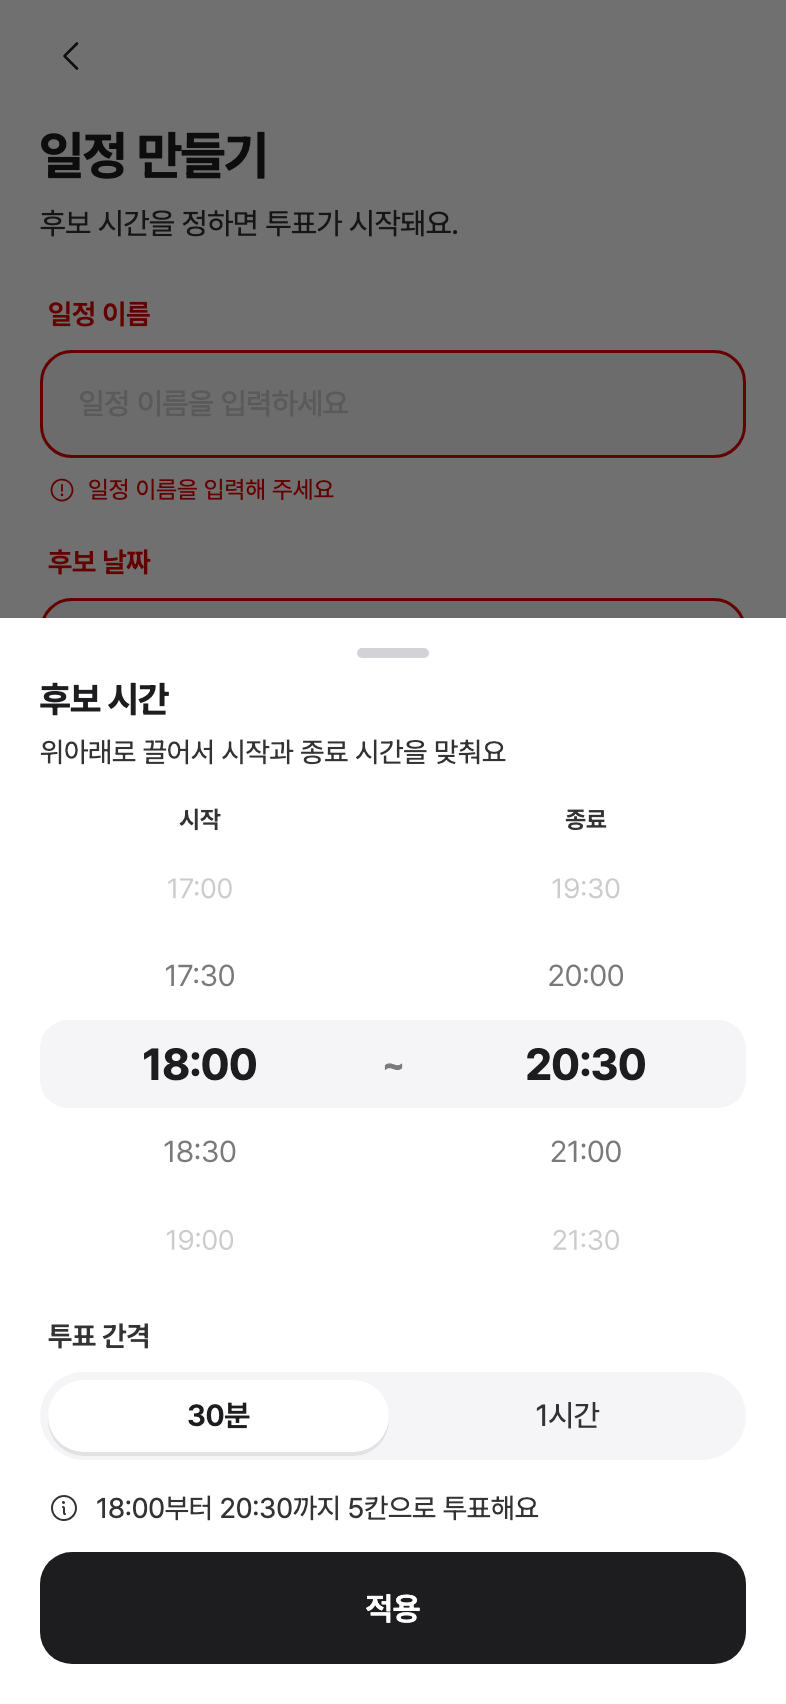 일정 만들기
후보 시간을 정하면 투표가 시작돼요.
일정 이름
일정 이름을 입력하세요
일정 이름을 입력해 주세요
후보 날짜
후보 시간
위아래로 끌어서 시작과 종료 시간을 맞춰요
시작 종료
17:00 19:30
17:30 20:00
18:00 ~ 20:30
18:30 21:00
19:00 21:30
투표 간격
30분 1시간
18:00부터 20:30까지 5칸으로 투표해요
적용